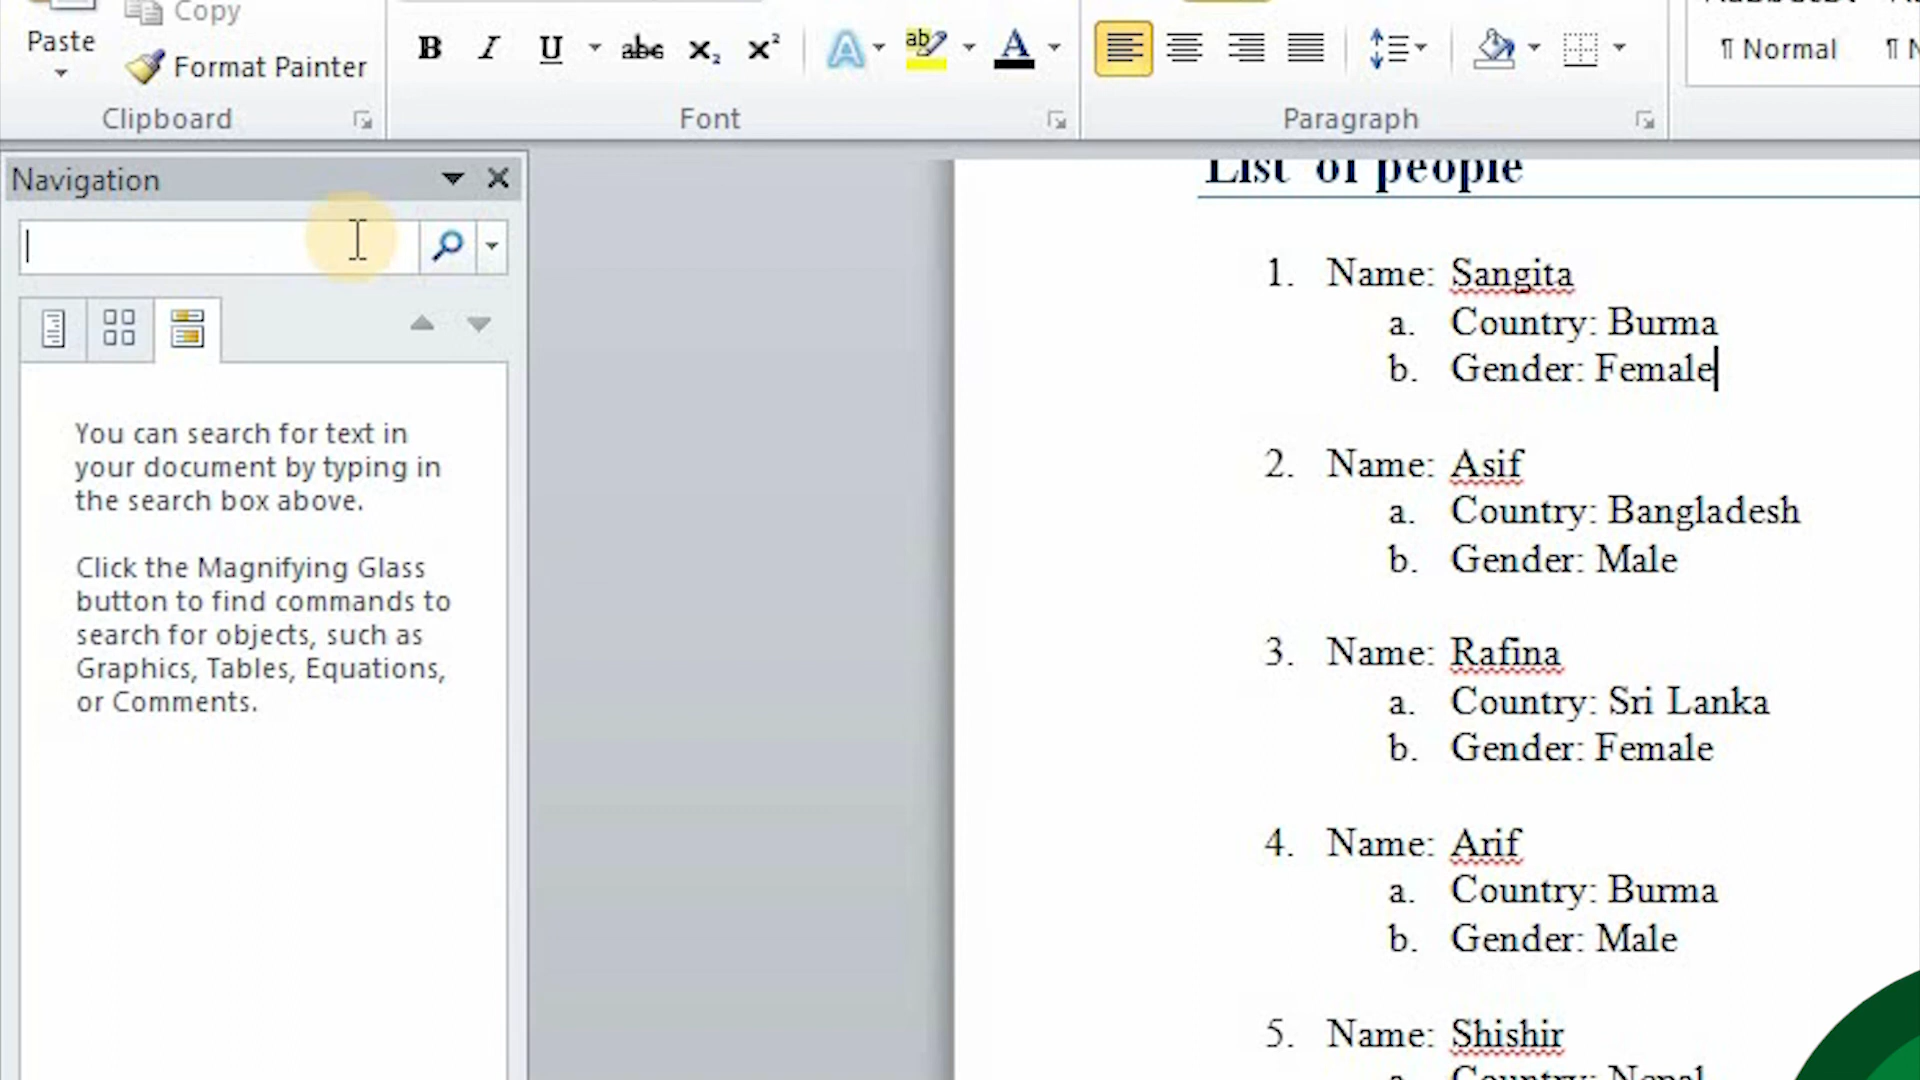 Copy
Paste
Format Painter
B I U abc x₂ x² A ab A
¶ Normal
Clipboard
Font
Paragraph
Navigation
You can search for text in
your document by typing in
the search box above.
Click the Magnifying Glass
button to find commands to
search for objects, such as
Graphics, Tables, Equations,
or Comments.
List of people
1. Name: Sangita
a. Country: Burma
b. Gender: Female
2. Name: Asif
a. Country: Bangladesh
b. Gender: Male
3. Name: Rafina
a. Country: Sri Lanka
b. Gender: Female
4. Name: Arif
a. Country: Burma
b. Gender: Male
5. Name: Shishir
a. Country: Nepal